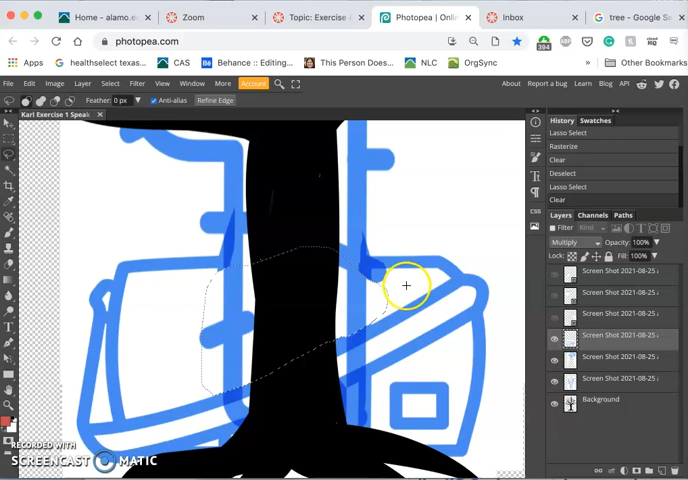 Home - alamo.e
Zoom
Topic: Exercise A
Photopea | Onli
Inbox
tree - Google Se
photopea.com
394
Apps
healthselect texas...
CAS
Behance :: Editing...
This Person Does...
NLC
OrgSync
Other Bookmarks
File Edit Image Layer Select Filter View Window More Account
About Report a bug Learn Blog API
Feather: 0 px Anti-alias Refine Edge
Karl Exercise 1 Speak
History Swatches
Lasso Select
Rasterize
Clear
Deselect
Lasso Select
Clear
CSS
Layers Channels Paths
Filter Kind
Multiply Opacity: 100%
Lock: Fill: 100%
Screen Shot 2021-08-25
Screen Shot 2021-08-25
Screen Shot 2021-08-25
Screen Shot 2021-08-25
Screen Shot 2021-08-25
Screen Shot 2021-08-25
Background
RECORDED WITH
SCREENCAST MATIC